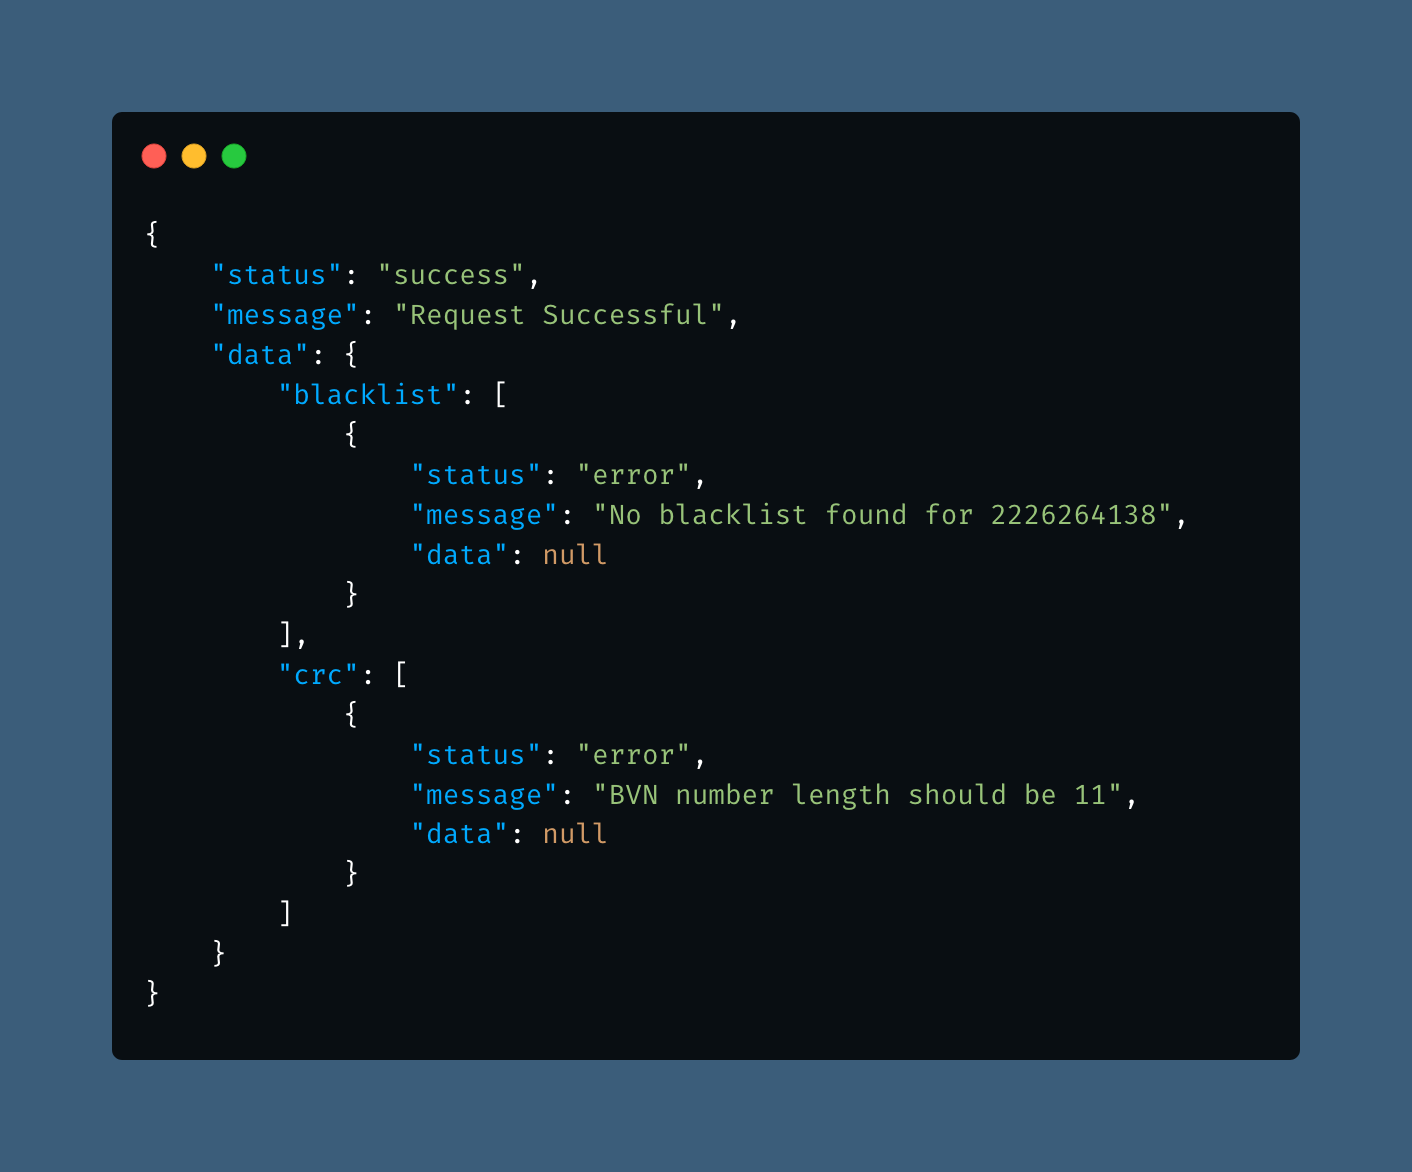 {
    "status": "success",
    "message": "Request Successful",
    "data": {
        "blacklist": [
            {
                "status": "error",
                "message": "No blacklist found for 2226264138",
                "data": null
            }
        ],
        "crc": [
            {
                "status": "error",
                "message": "BVN number length should be 11",
                "data": null
            }
        ]
    }
}